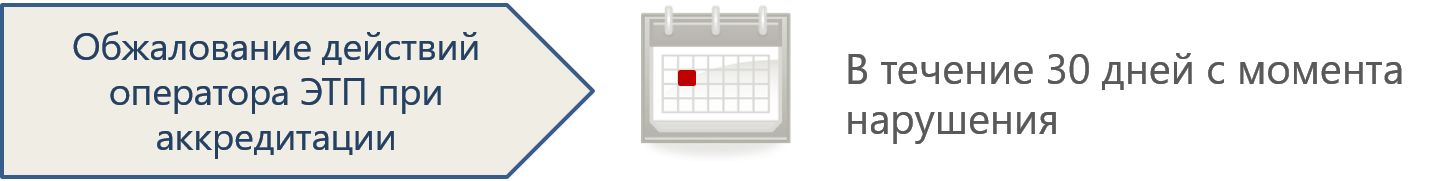 Обжалование действий
оператора ЭТП при
аккредитации
В течение 30 дней с момента
нарушения